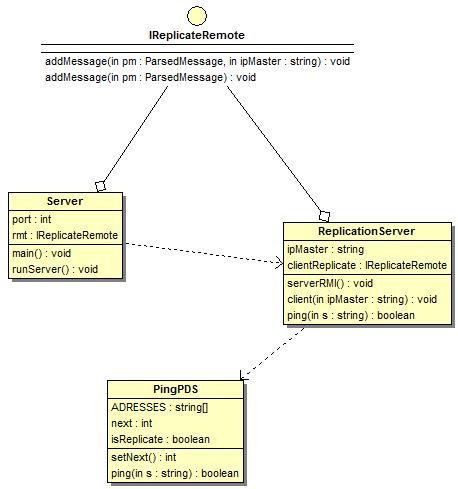 IReplicateRemote
addMessage(in pm : ParsedMessage, in ipMaster : string) : void
addMessage(in pm : ParsedMessage) : void
Server
port : int
rmt : IReplicateRemote
main() : void
runServer() : void
ReplicationServer
ipMaster : string
clientReplicate : IReplicateRemote
serverRMI() : void
client(in ipMaster : string) : void
ping(in s : string) : boolean
PingPDS
ADRESSES : string[]
next : int
isReplicate : boolean
setNext() : int
ping(in s : string) : boolean